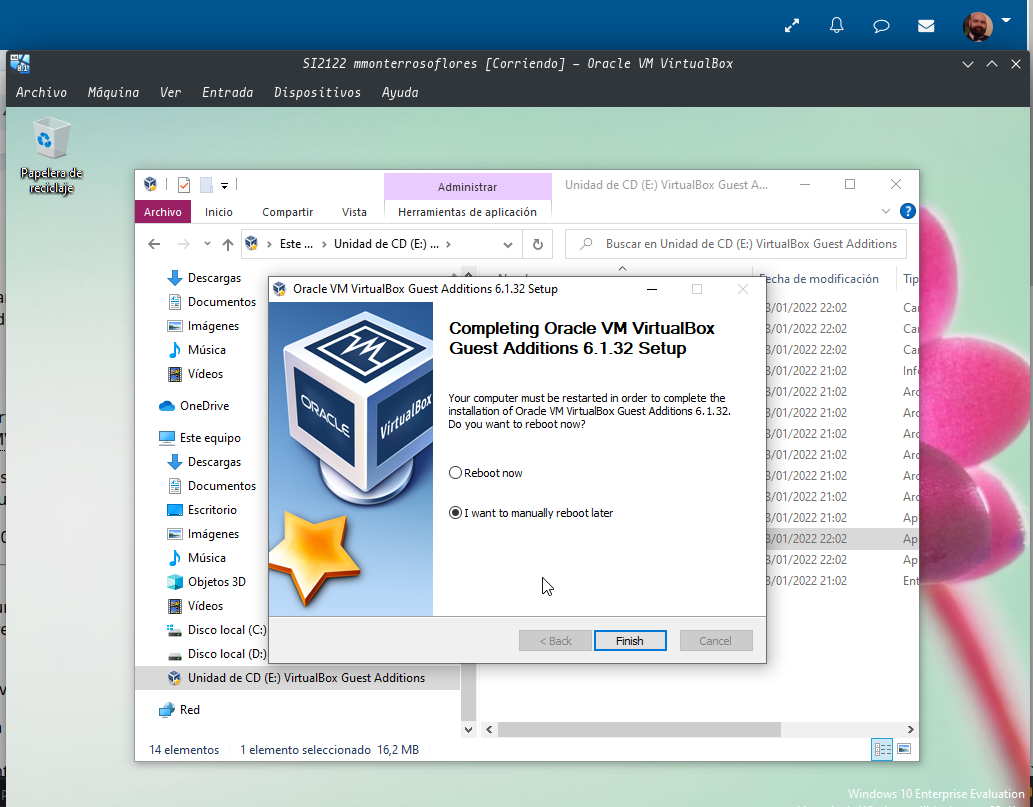 SI2122 mmonterrosoflores [Corriendo] – Oracle VM VirtualBox
Archivo Máquina Ver Entrada Dispositivos Ayuda
Papelera de
reciclaje
Administrar
Unidad de CD (E:) VirtualBox Guest A...
Archivo Inicio Compartir Vista Herramientas de aplicación
Este ... Unidad de CD (E:) ...
Buscar en Unidad de CD (E:) VirtualBox Guest Additions
Descargas
Documentos
Imágenes
Música
Vídeos
OneDrive
Este equipo
Descargas
Documentos
Escritorio
Imágenes
Música
Objetos 3D
Vídeos
Disco local (C:)
Disco local (D:)
Unidad de CD (E:) VirtualBox Guest Additions
Red
Fecha de modificación Tip
3/01/2022 22:02 Car
3/01/2022 22:02 Car
3/01/2022 22:02 Car
3/01/2022 21:02 Info
3/01/2022 21:02 Arc
3/01/2022 21:02 Arc
3/01/2022 21:02 Arc
3/01/2022 21:02 Arc
3/01/2022 21:02 Arc
3/01/2022 21:02 Arc
3/01/2022 21:02 Ap
3/01/2022 22:02 Ap
3/01/2022 22:02 Ap
3/01/2022 21:02 Ent
Oracle VM VirtualBox Guest Additions 6.1.32 Setup
ORACLE
VirtualBox
Completing Oracle VM VirtualBox
Guest Additions 6.1.32 Setup
Your computer must be restarted in order to complete the
installation of Oracle VM VirtualBox Guest Additions 6.1.32.
Do you want to reboot now?
Reboot now
I want to manually reboot later
< Back Finish Cancel
14 elementos 1 elemento seleccionado 16,2 MB
Windows 10 Enterprise Evaluation